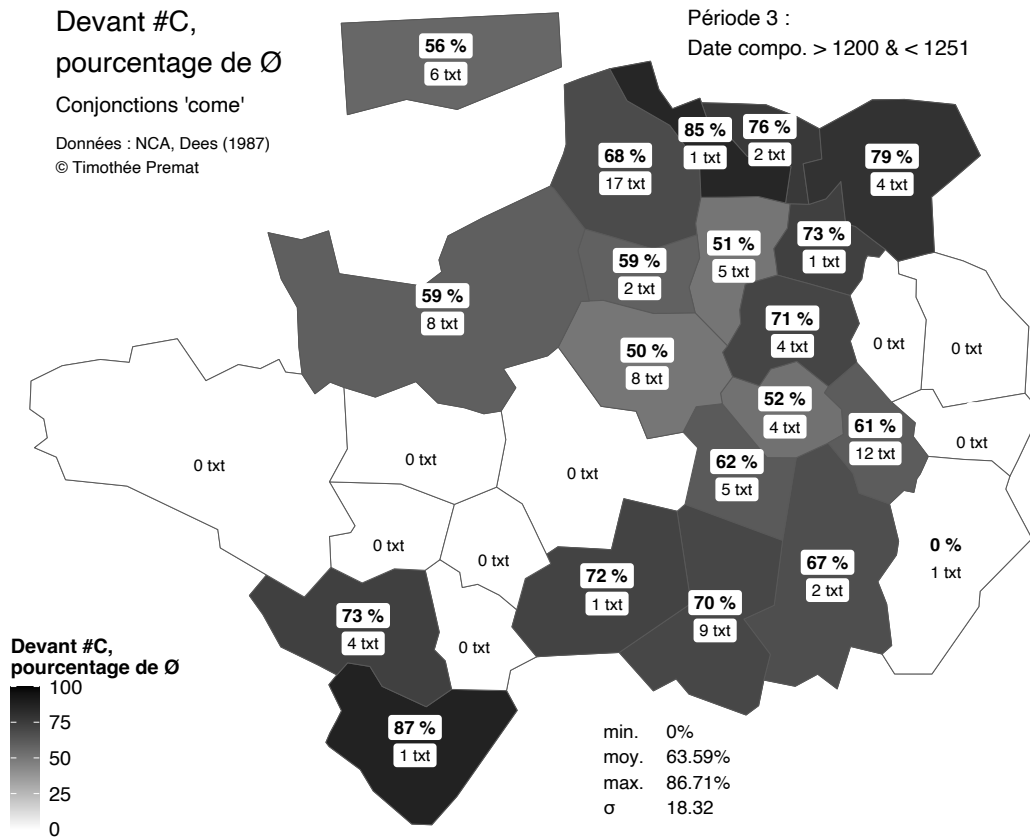 Devant #C,
pourcentage de Ø
Conjonctions 'come'
Données : NCA, Dees (1987)
© Timothée Premat
Période 3 :
Date compo. > 1200 & < 1251
56 %
6 txt
85 %
1 txt
76 %
2 txt
68 %
17 txt
79 %
4 txt
73 %
1 txt
51 %
5 txt
59 %
2 txt
59 %
8 txt
71 %
4 txt
0 txt
0 txt
50 %
8 txt
52 %
4 txt
61 %
12 txt
0 txt
0 txt
0 txt
0 txt
62 %
5 txt
0 txt
0 txt
0 %
1 txt
67 %
2 txt
72 %
1 txt
70 %
9 txt
73 %
4 txt
0 txt
87 %
1 txt
Devant #C,
pourcentage de Ø
100
75
50
25
0
min. 0%
moy. 63.59%
max. 86.71%
σ 18.32